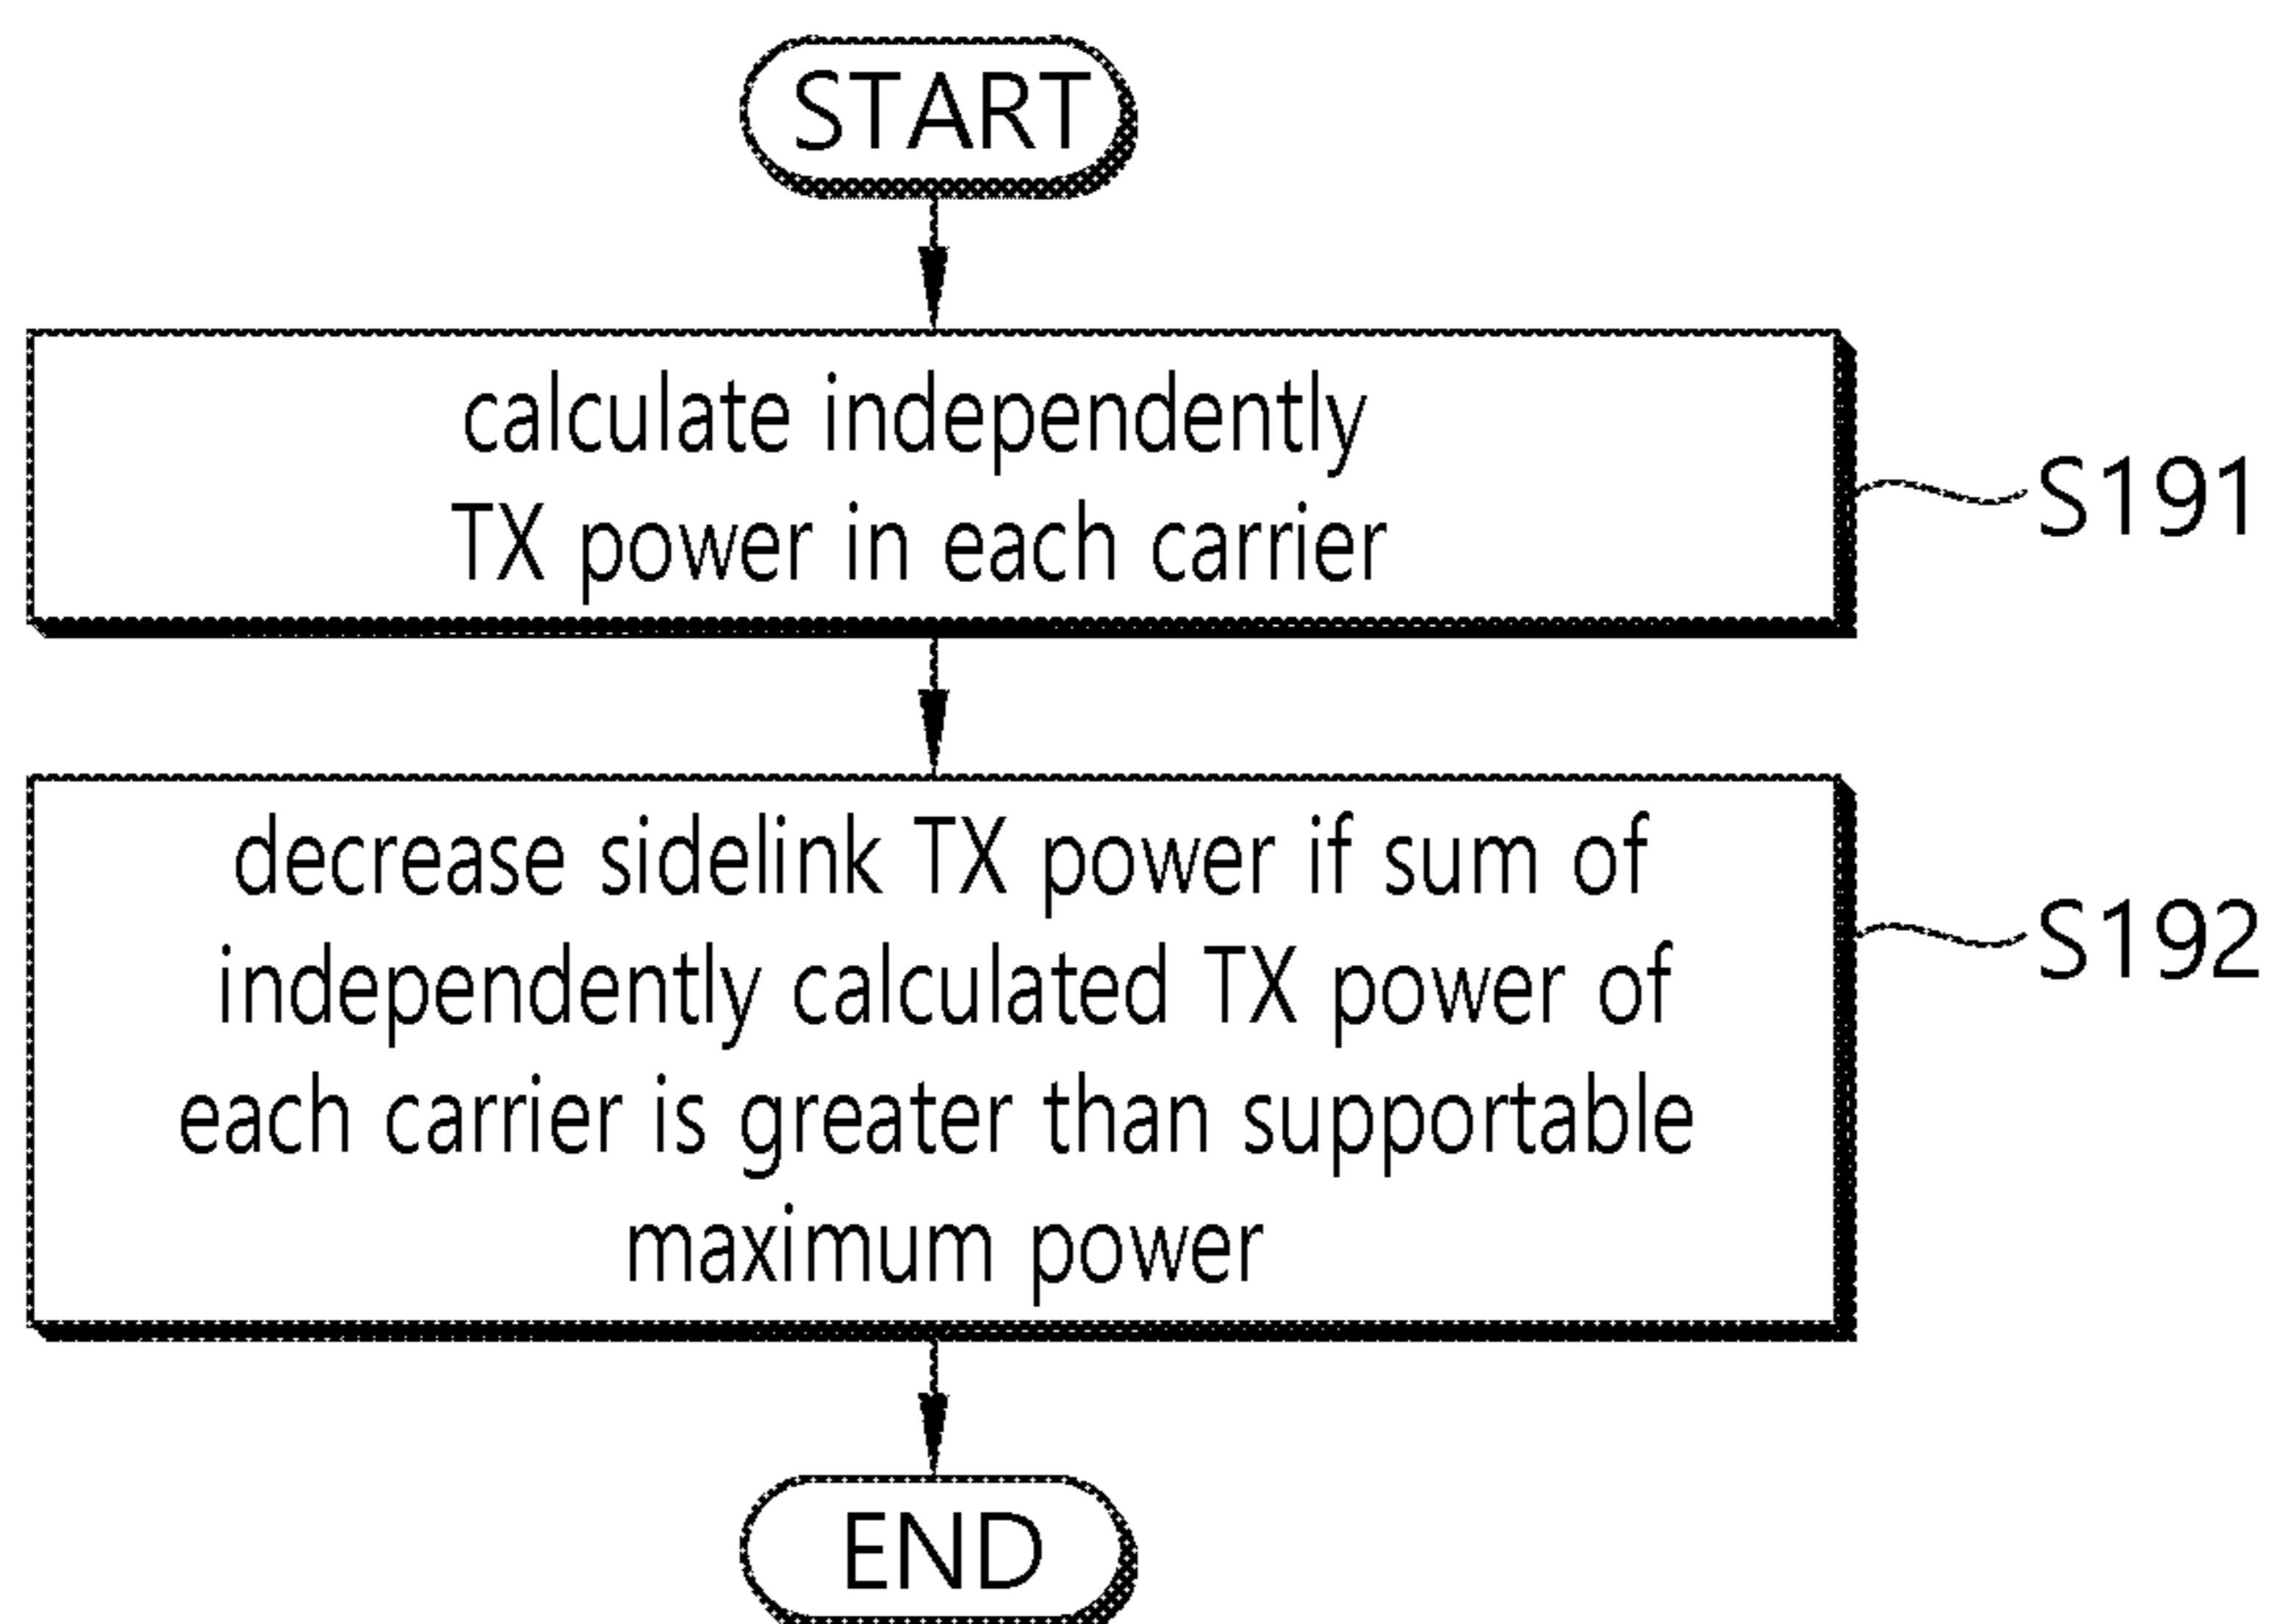 START
calculate independently
TX power in each carrier
S191
decrease sidelink TX power if sum of
independently calculated TX power of
each carrier is greater than supportable
maximum power
S192
END